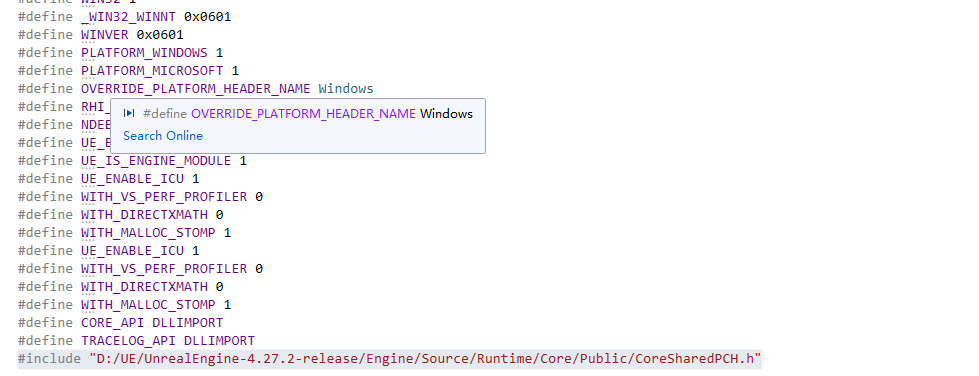 #define WIN32 1
#define _WIN32_WINNT 0x0601
#define WINVER 0x0601
#define PLATFORM_WINDOWS 1
#define PLATFORM_MICROSOFT 1
#define OVERRIDE_PLATFORM_HEADER_NAME Windows
#define RHI_
#define NDEB
#define UE_
#define OVERRIDE_PLATFORM_HEADER_NAME Windows
Search Online
#define UE_IS_ENGINE_MODULE 1
#define UE_ENABLE_ICU 1
#define WITH_VS_PERF_PROFILER 0
#define WITH_DIRECTXMATH 0
#define WITH_MALLOC_STOMP 1
#define UE_ENABLE_ICU 1
#define WITH_VS_PERF_PROFILER 0
#define WITH_DIRECTXMATH 0
#define WITH_MALLOC_STOMP 1
#define CORE_API DLLIMPORT
#define TRACELOG_API DLLIMPORT
#include "D:/UE/UnrealEngine-4.27.2-release/Engine/Source/Runtime/Core/Public/CoreSharedPCH.h"